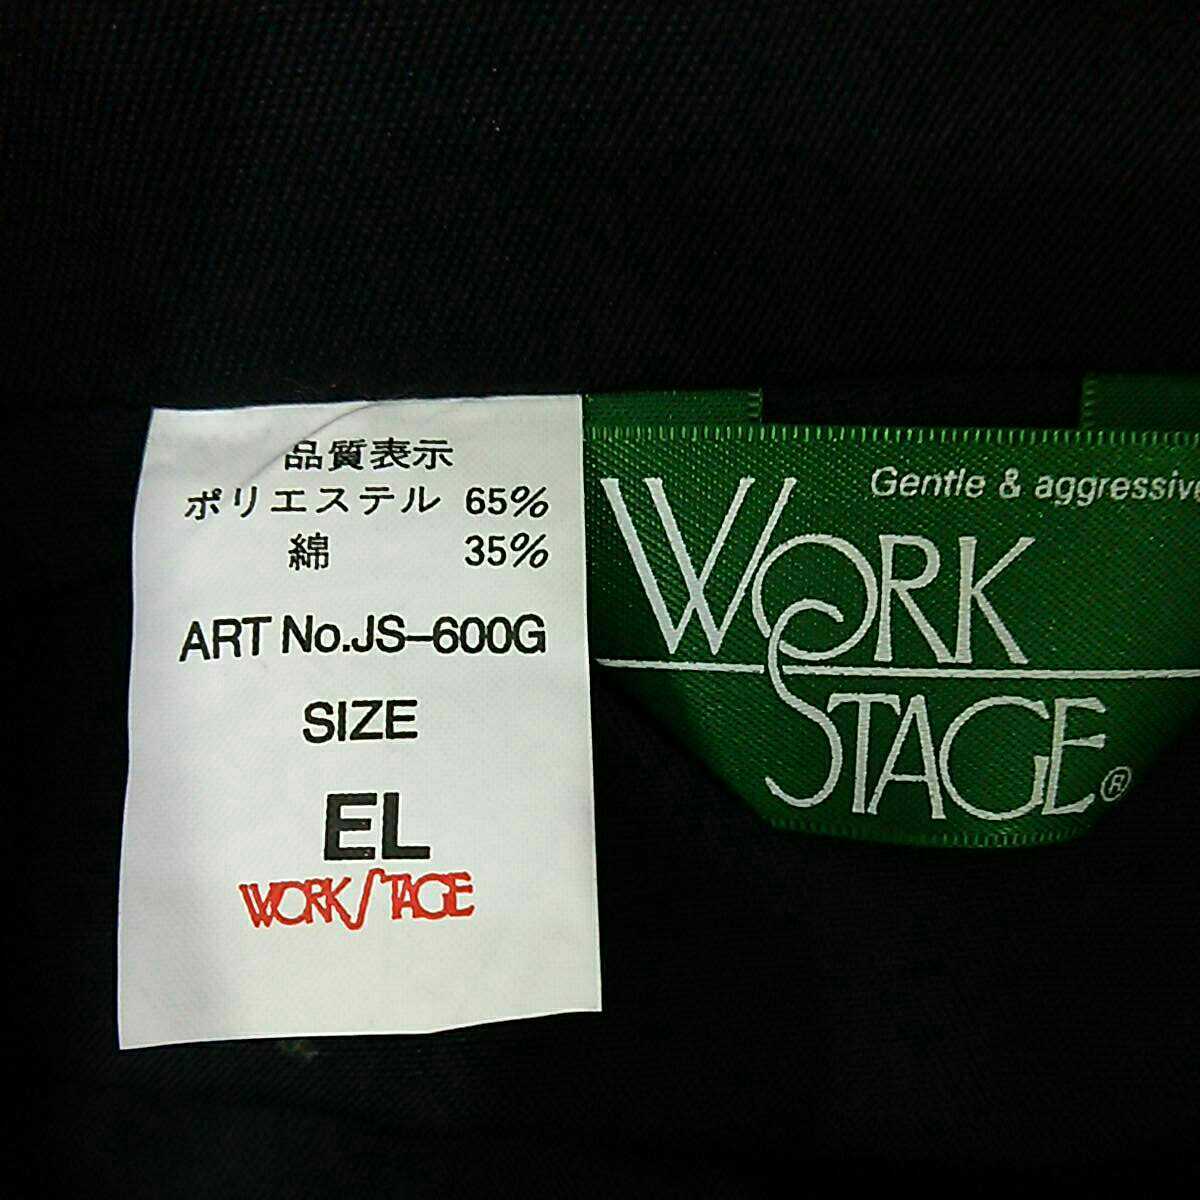 品質表示
ポリエステル 65%
綿 35%
ART No.JS-600G
SIZE
EL
WORK STAGE
Gentle & aggressive
WORK
STAGE®